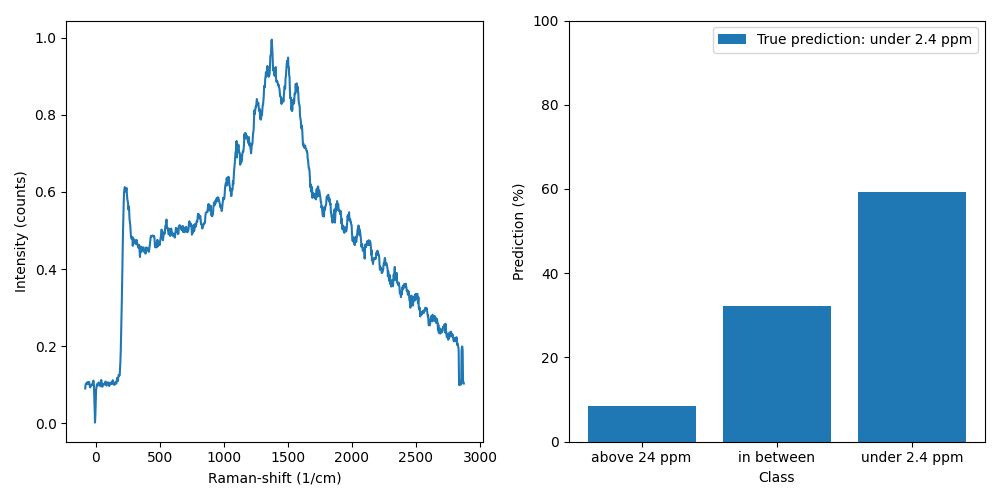 1.0
0.8
0.6
0.4
0.2
0.0
Intensity (counts)
0 500 1000 1500 2000 2500 3000
Raman-shift (1/cm)
100
80
60
40
20
0
Prediction (%)
True prediction: under 2.4 ppm
above 24 ppm in between under 2.4 ppm
Class